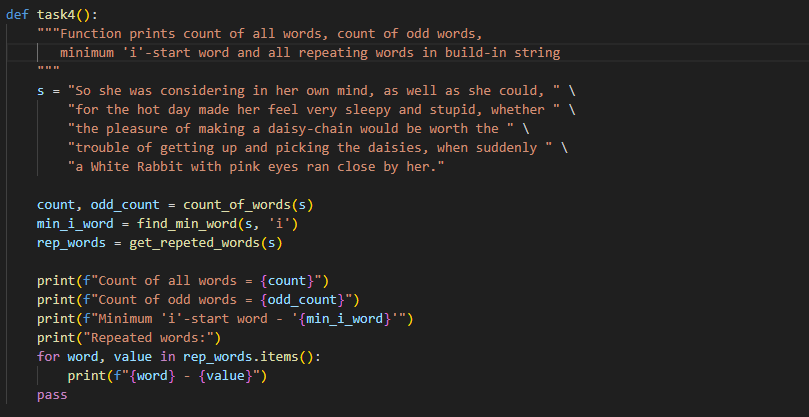 def task4():
    """Function prints count of all words, count of odd words,
       minimum 'i'-start word and all repeating words in build-in string
    """
    s = "So she was considering in her own mind, as well as she could, " \
        "for the hot day made her feel very sleepy and stupid, whether " \
        "the pleasure of making a daisy-chain would be worth the " \
        "trouble of getting up and picking the daisies, when suddenly " \
        "a White Rabbit with pink eyes ran close by her."
    count, odd_count = count_of_words(s)
    min_i_word = find_min_word(s, 'i')
    rep_words = get_repeted_words(s)
    print(f"Count of all words = {count}")
    print(f"Count of odd words = {odd_count}")
    print(f"Minimum 'i'-start word - '{min_i_word}'")
    print("Repeated words:")
    for word, value in rep_words.items():
        print(f"{word} - {value}")
    pass